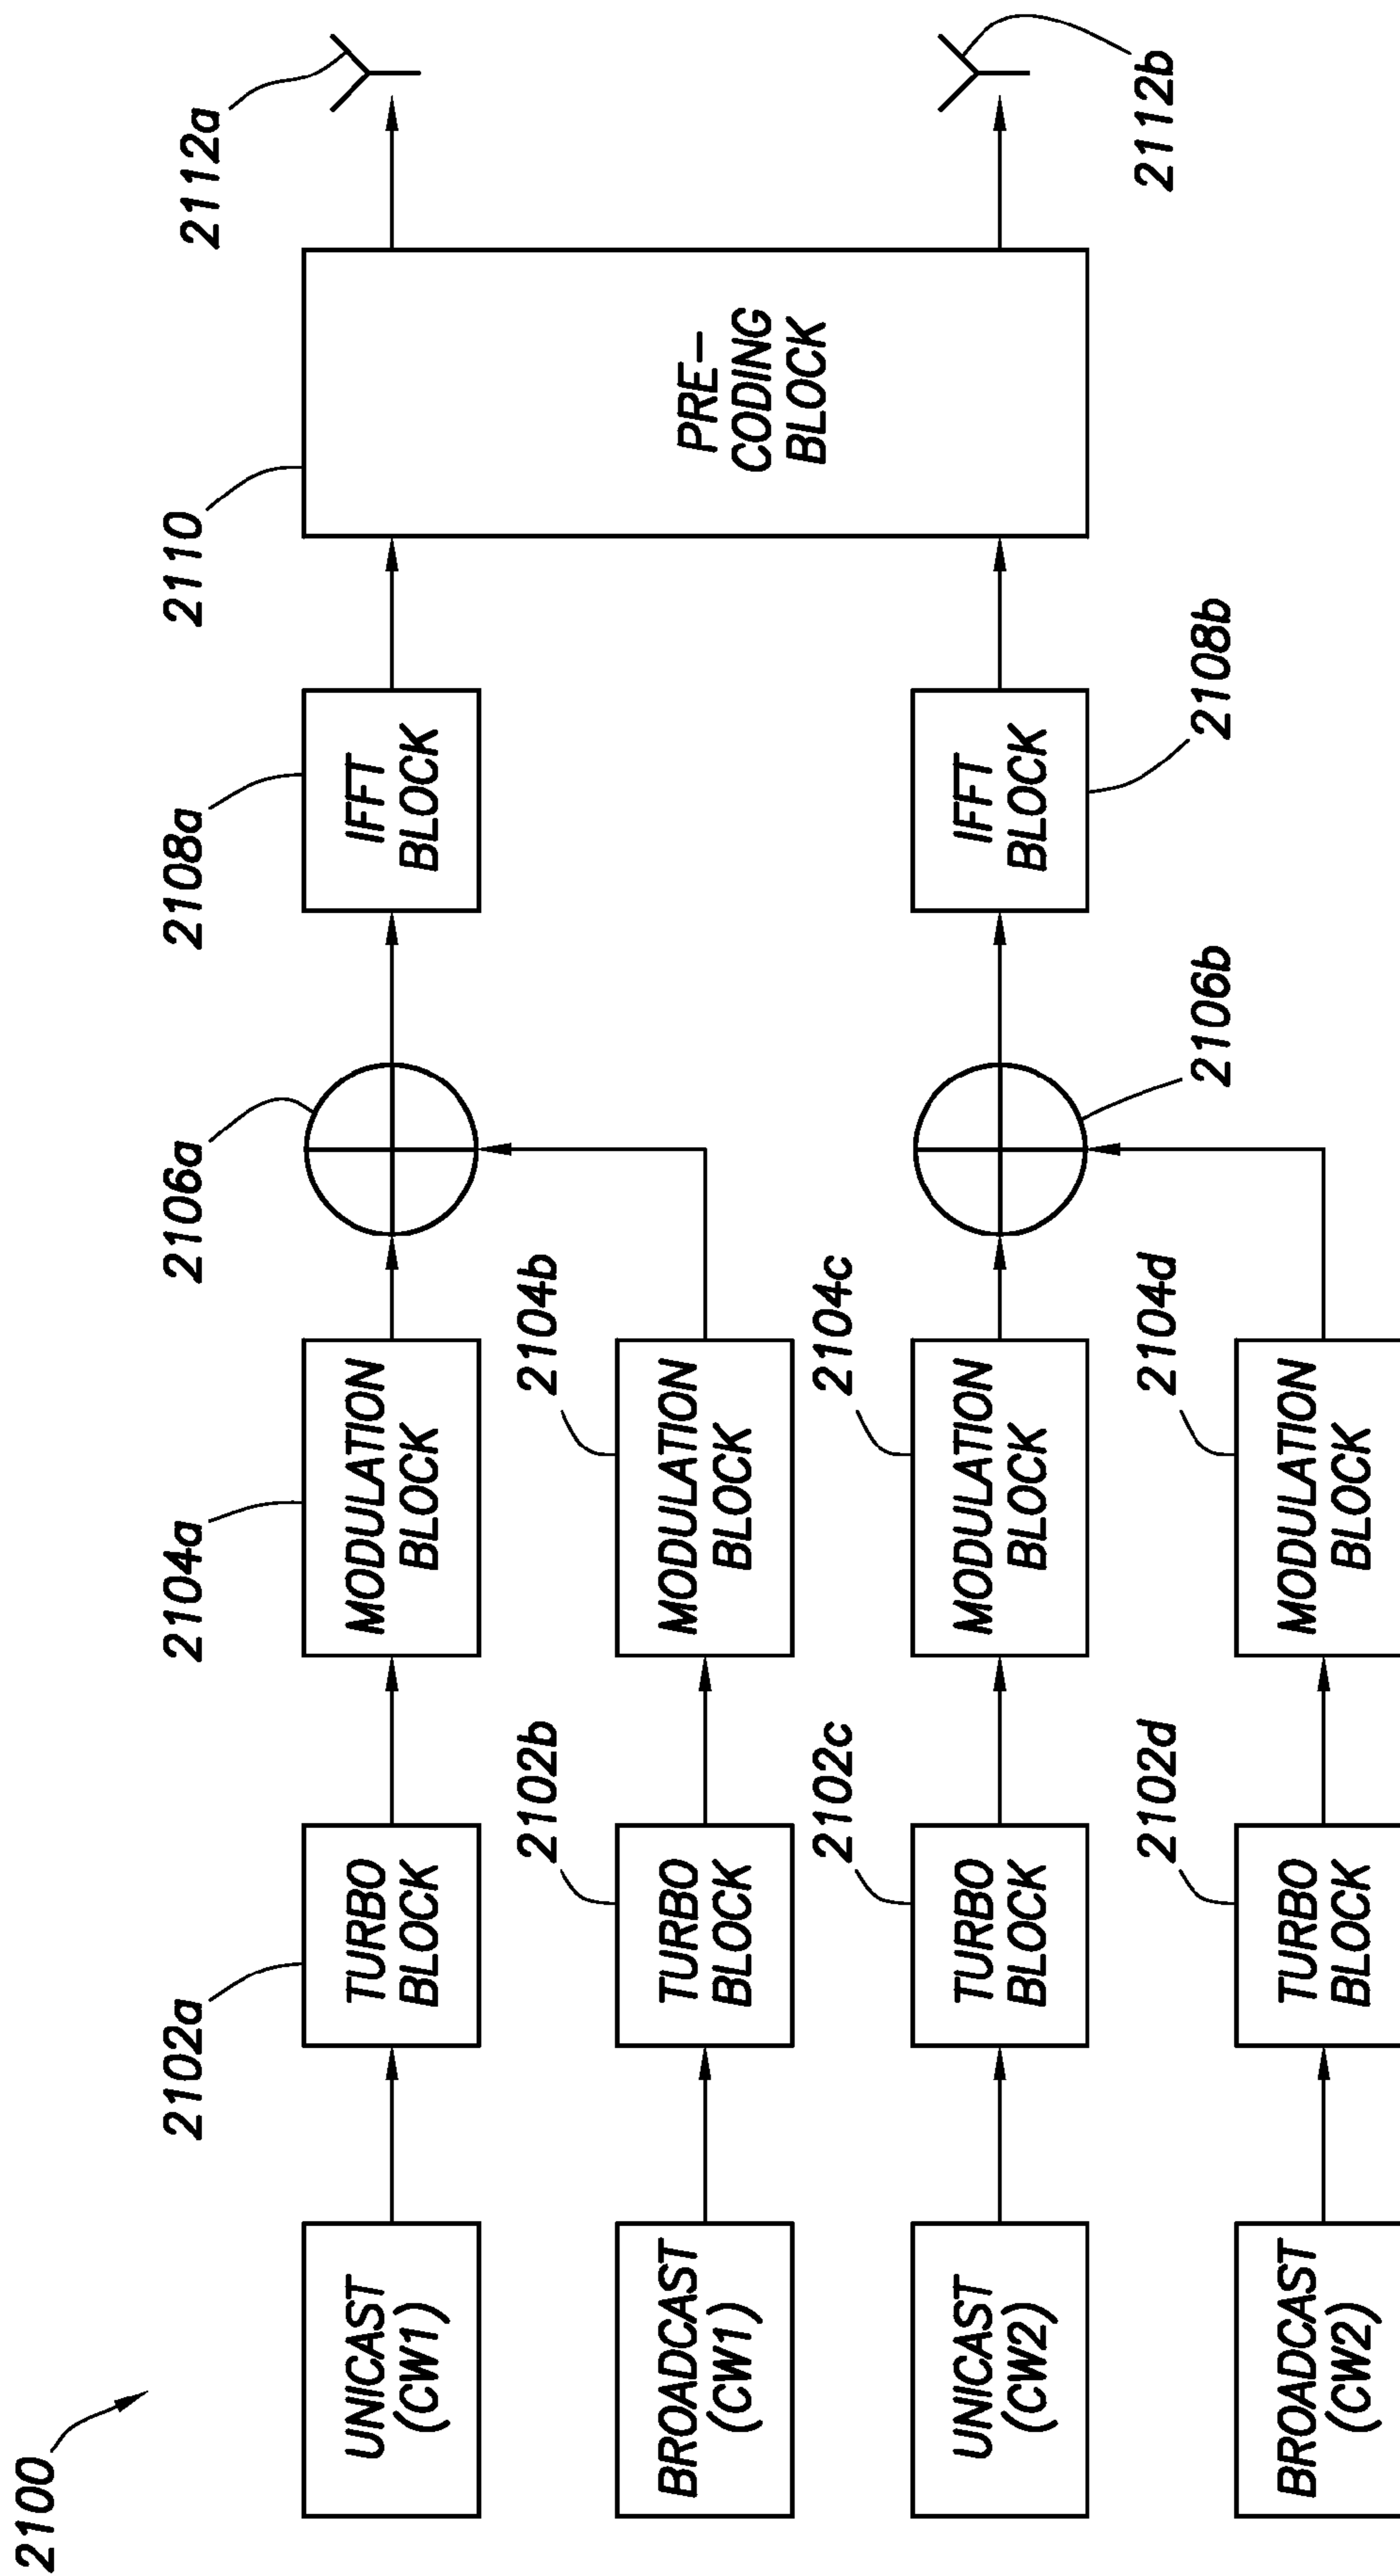 2100
UNICAST
(CW1)
2102a
TURBO
BLOCK
2104a
MODULATION
BLOCK
2106a
2108a
IFFT
BLOCK
2110
PRE-
CODING
BLOCK
2112a
BROADCAST
(CW1)
2102b
TURBO
BLOCK
2104b
MODULATION
BLOCK
UNICAST
(CW2)
2102c
TURBO
BLOCK
2104c
MODULATION
BLOCK
2106b
IFFT
BLOCK
2108b
2112b
BROADCAST
(CW2)
2102d
TURBO
BLOCK
2104d
MODULATION
BLOCK